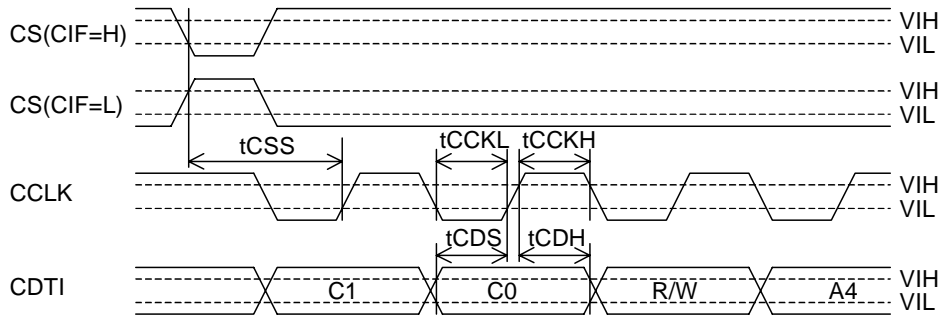 CS(CIF=H)
VIH
VIL
CS(CIF=L)
VIH
VIL
tCSS
tCCKL
tCCKH
CCLK
VIH
VIL
tCDS
tCDH
CDTI
C1
C0
R/W
A4
VIH
VIL